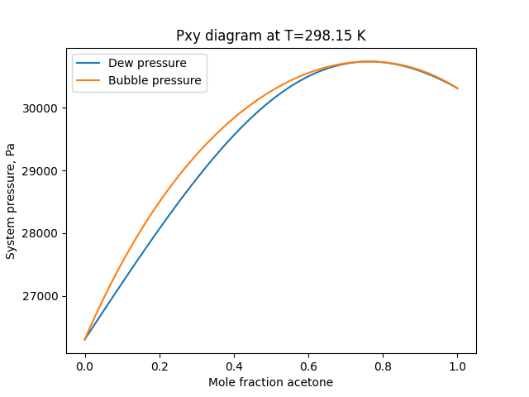 Pxy diagram at T=298.15 K
Dew pressure
Bubble pressure
System pressure, Pa
30000
29000
28000
27000
0.0 0.2 0.4 0.6 0.8 1.0
Mole fraction acetone